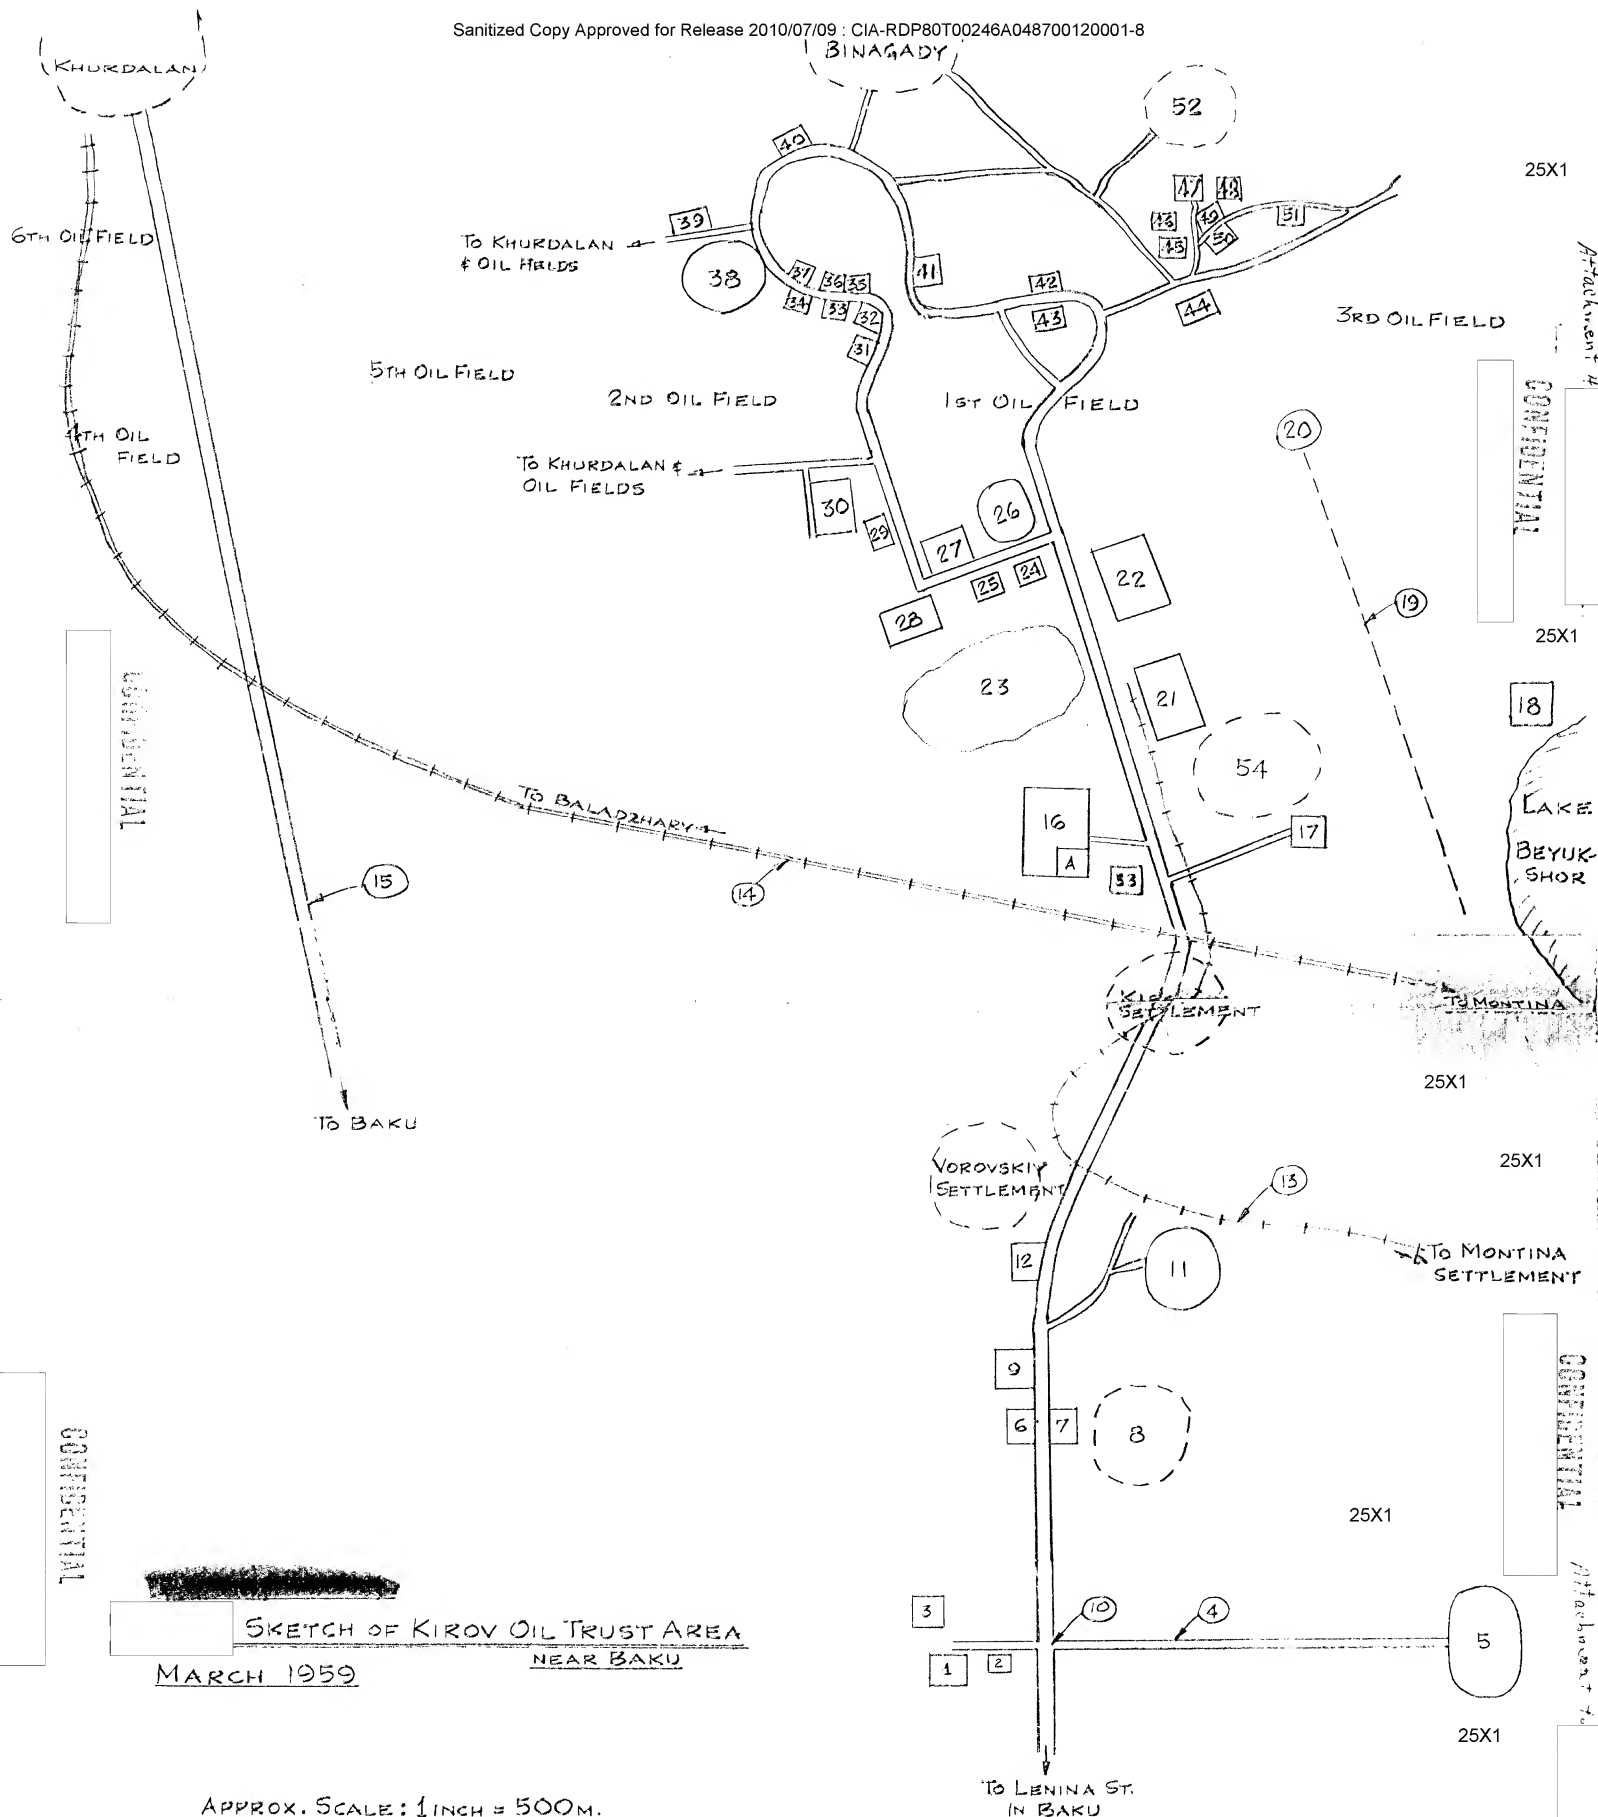 Sanitized Copy Approved for Release 2010/07/09 : CIA-RDP80T00246A048700120001-8
(KHURDALAN)
BINAGADY
52
40
25X1
47
48
39
46
49
51
6TH OIL FIELD
TO KHURDALAN
& OIL FIELDS
45
50
38
37
36
35
41
42
34
33
32
43
44
3RD OIL FIELD
Attachment 4
31
5TH OIL FIELD
2ND OIL FIELD
1ST OIL FIELD
CONFIDENTIAL
20
TH OIL
FIELD
TO KHURDALAN &
OIL FIELDS
30
26
29
27
22
25
24
19
28
25X1
23
21
18
CONFIDENTIAL
54
LAKE
BEYUK-
SHOR
TO BALADZHARY
16
17
A
53
15
14
SETTLEMENT
TO MONTINA
25X1
TO BAKU
25X1
VOROVSKIY
SETTLEMENT
13
12
11
TO MONTINA
SETTLEMENT
9
6
7
8
CONFIDENTIAL
CONFIDENTIAL
25X1
3
10
4
5
SKETCH OF KIROV OIL TRUST AREA
NEAR BAKU
MARCH 1959
1
2
Attachment to
25X1
TO LENINA ST.
IN BAKU
APPROX. SCALE: 1 INCH = 500 M.